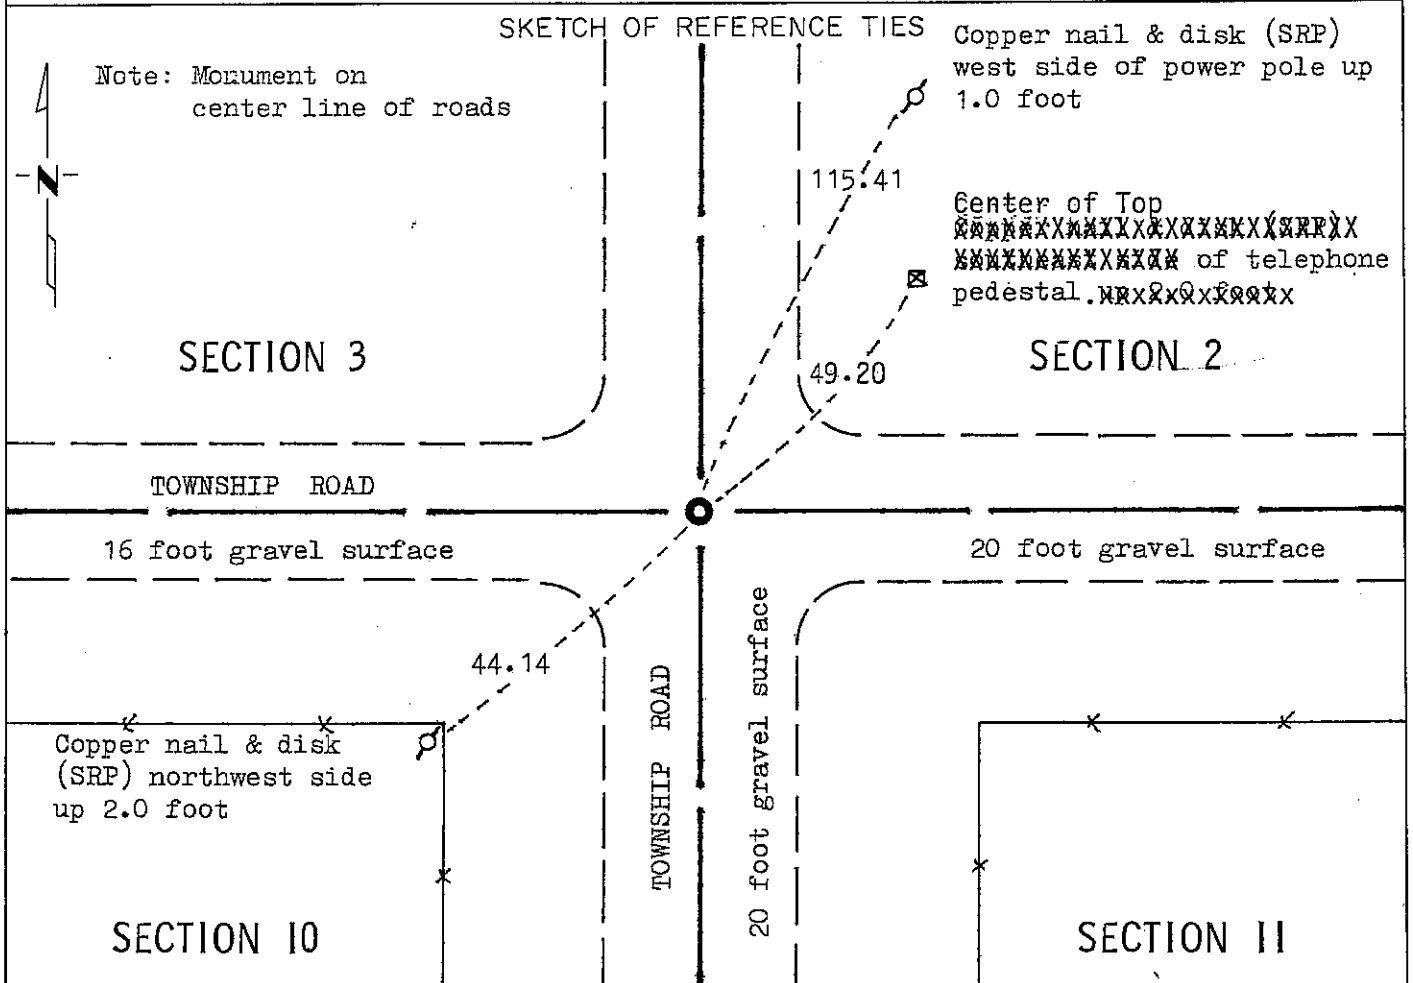 SKETCH OF REFERENCE TIES
Note: Monument on
center line of roads
N
Copper nail & disk (SRP)
west side of power pole up
1.0 foot
115.41
Center of Top
of telephone
pedestal.
49.20
SECTION 3
SECTION 2
TOWNSHIP ROAD
16 foot gravel surface
20 foot gravel surface
44.14
Copper nail & disk
(SRP) northwest side
up 2.0 foot
TOWNSHIP ROAD
20 foot gravel surface
SECTION 10
SECTION 11